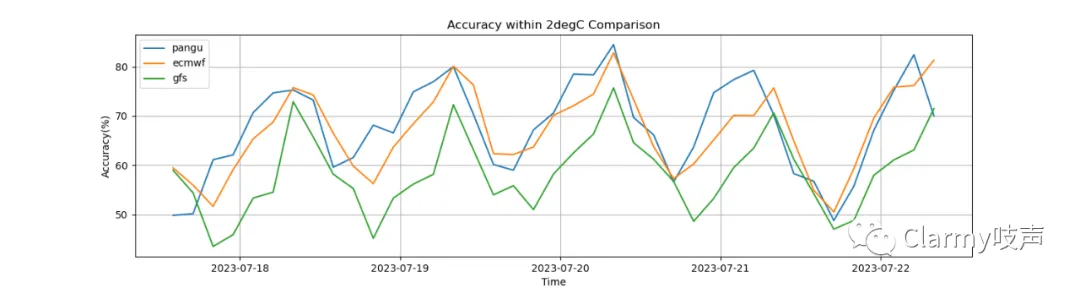 Accuracy within 2degC Comparison
pangu
ecmwf
gfs
80
70
60
50
Accuracy(%)
2023-07-18 2023-07-19 2023-07-20 2023-07-21 2023-07-22
Time
Clarmy吱声